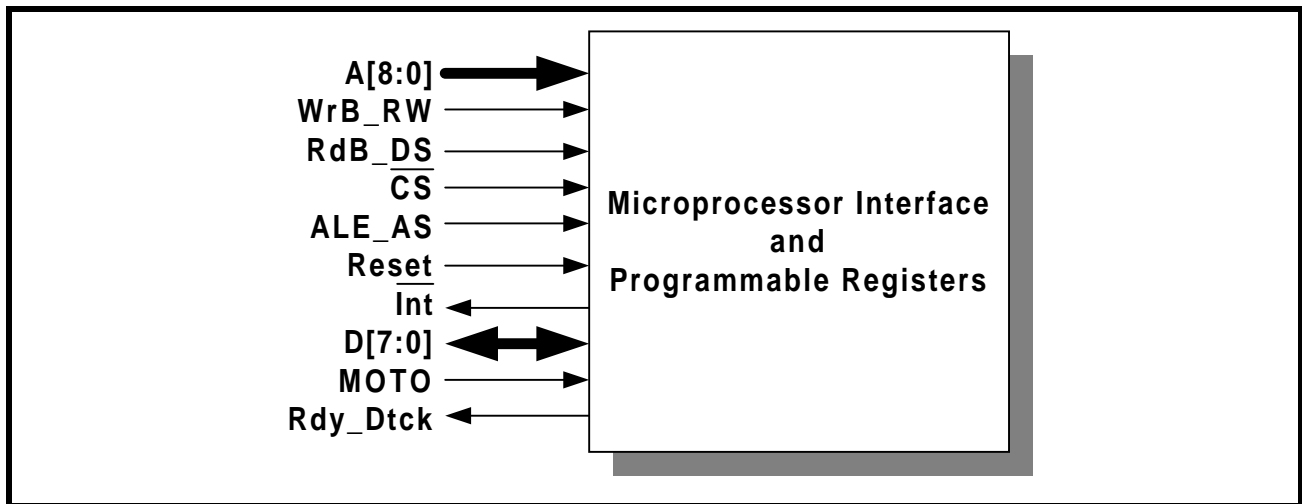 A[8:0]
WrB_RW
RdB_DS
CS
ALE_AS
Reset
Int
D[7:0]
MOTO
Rdy_Dtck
Microprocessor Interface
and
Programmable Registers